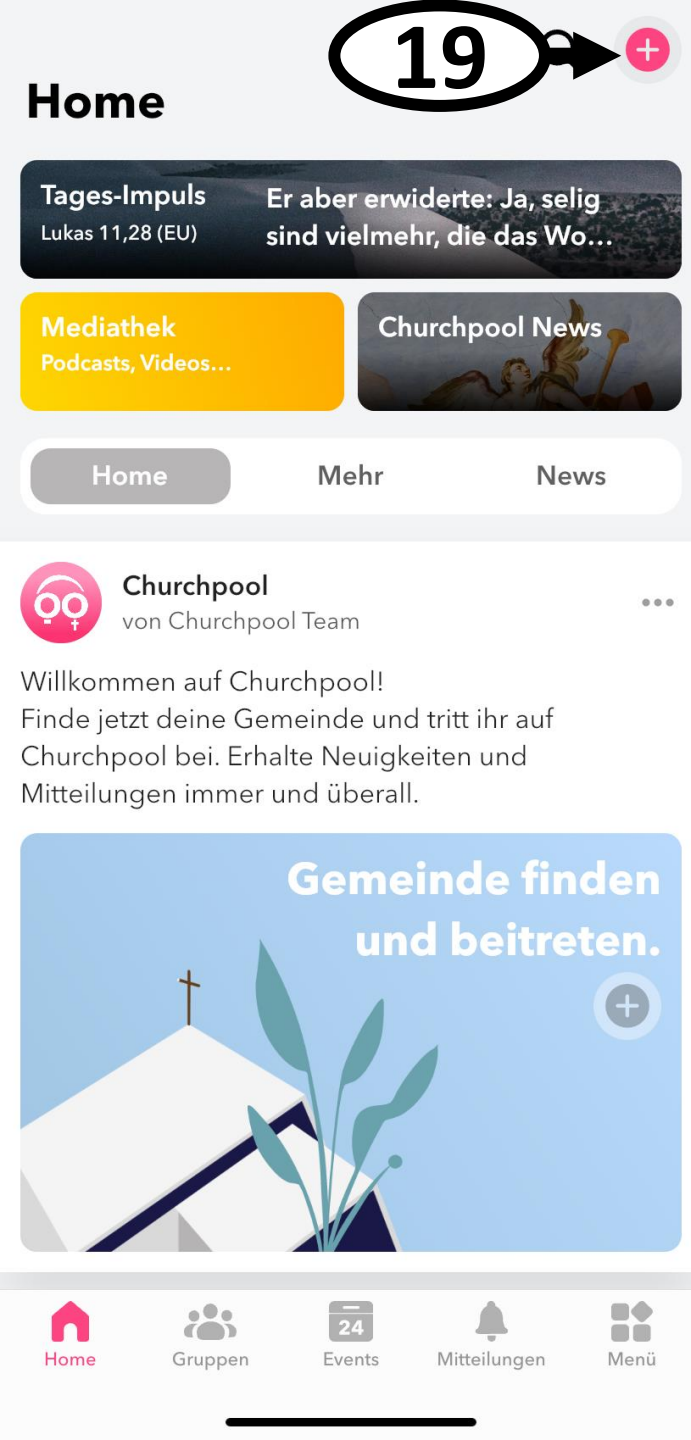 19
Home
Tages-Impuls
Lukas 11,28 (EU)
Er aber erwiderte: Ja, selig
sind vielmehr, die das Wo...
Mediathek
Podcasts, Videos...
Churchpool News
Home
Mehr
News
Churchpool
von Churchpool Team
Willkommen auf Churchpool!
Finde jetzt deine Gemeinde und tritt ihr auf
Churchpool bei. Erhalte Neuigkeiten und
Mitteilungen immer und überall.
Gemeinde finden
und beitreten.
24
Home
Gruppen
Events
Mitteilungen
Menü